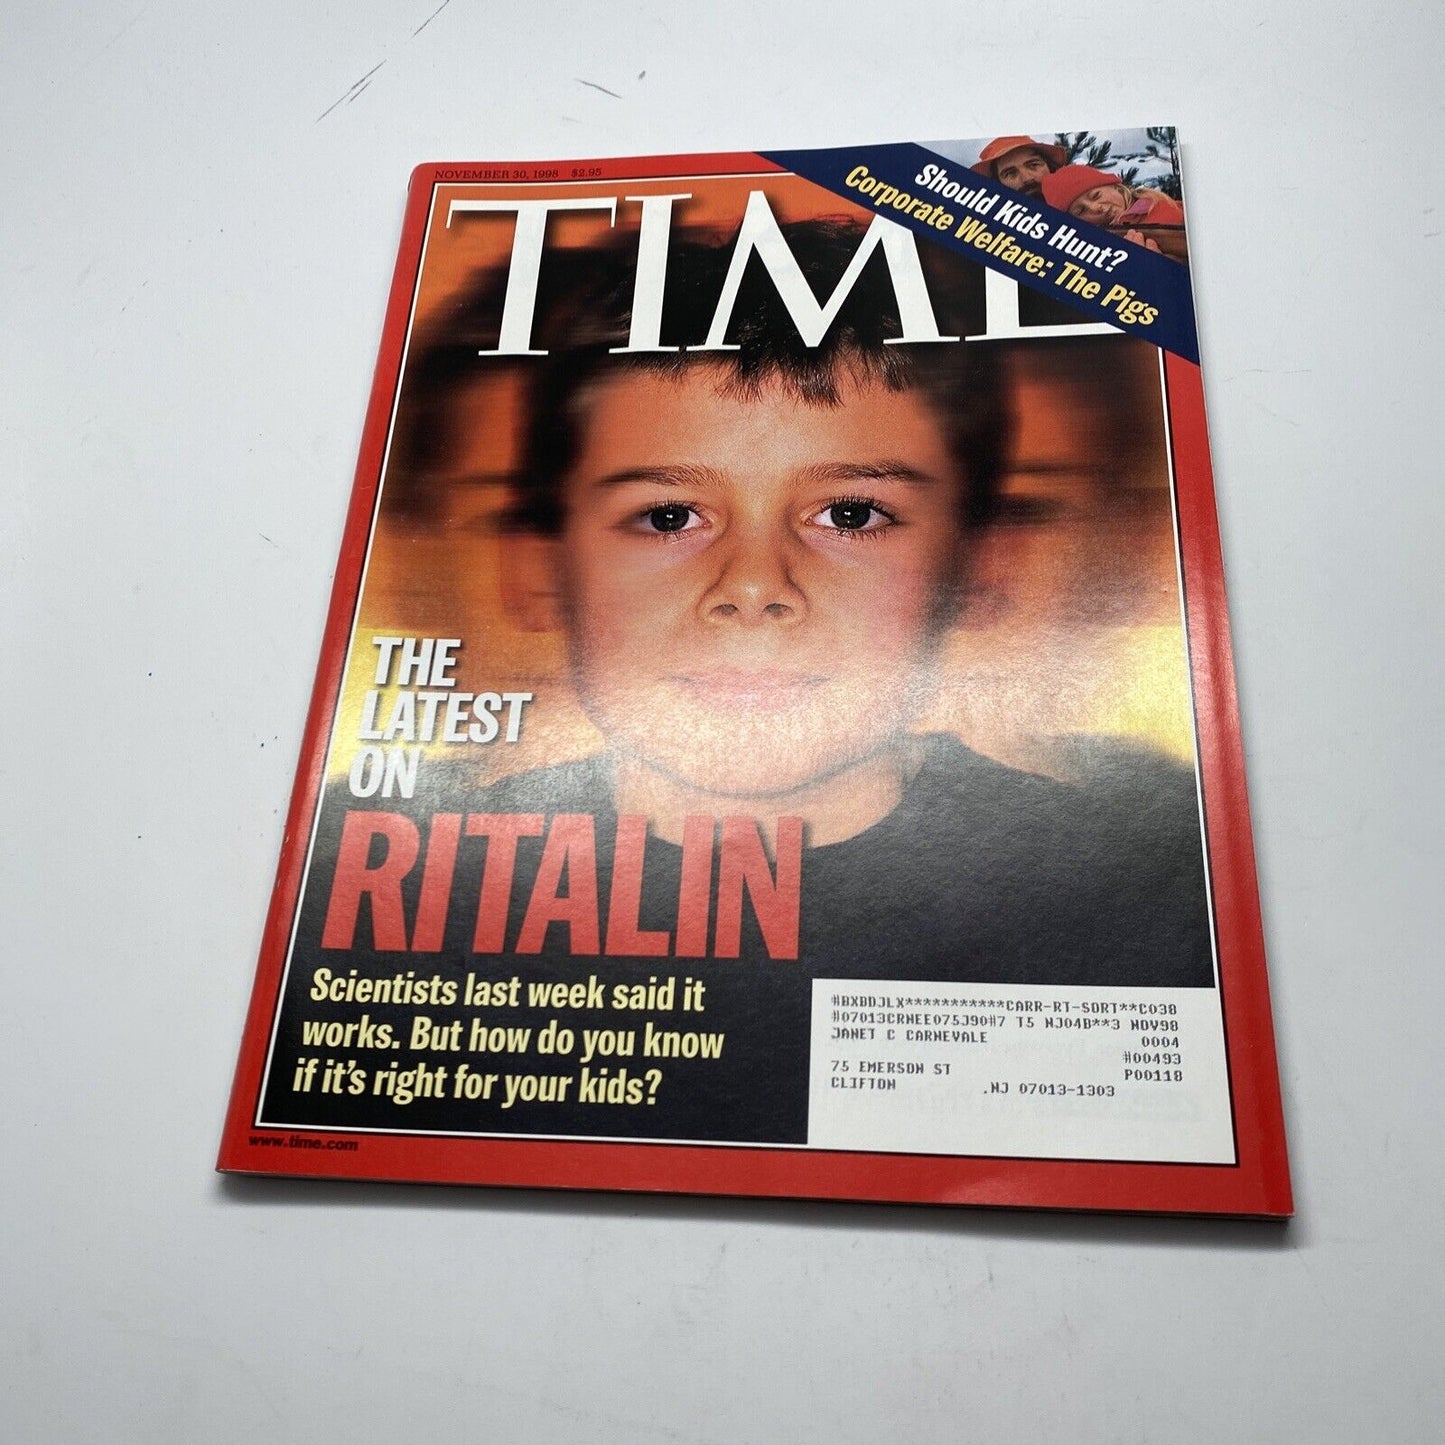 NOVEMBER 30, 1998 $2.95
TIME
Should Kids Hunt?
Corporate Welfare: The Pigs
THE
LATEST
ON
RITALIN
Scientists last week said it
works. But how do you know
if it's right for your kids?
#BXBDJLX***********CARR-RT-SORT**C038
#07013CRNEE075J90#7 T5 NJ04B**3 NOV98
JANET C CARNEVALE 0004
#00493
75 EMERSON ST P00118
CLIFTON .NJ 07013-1303
www.time.com